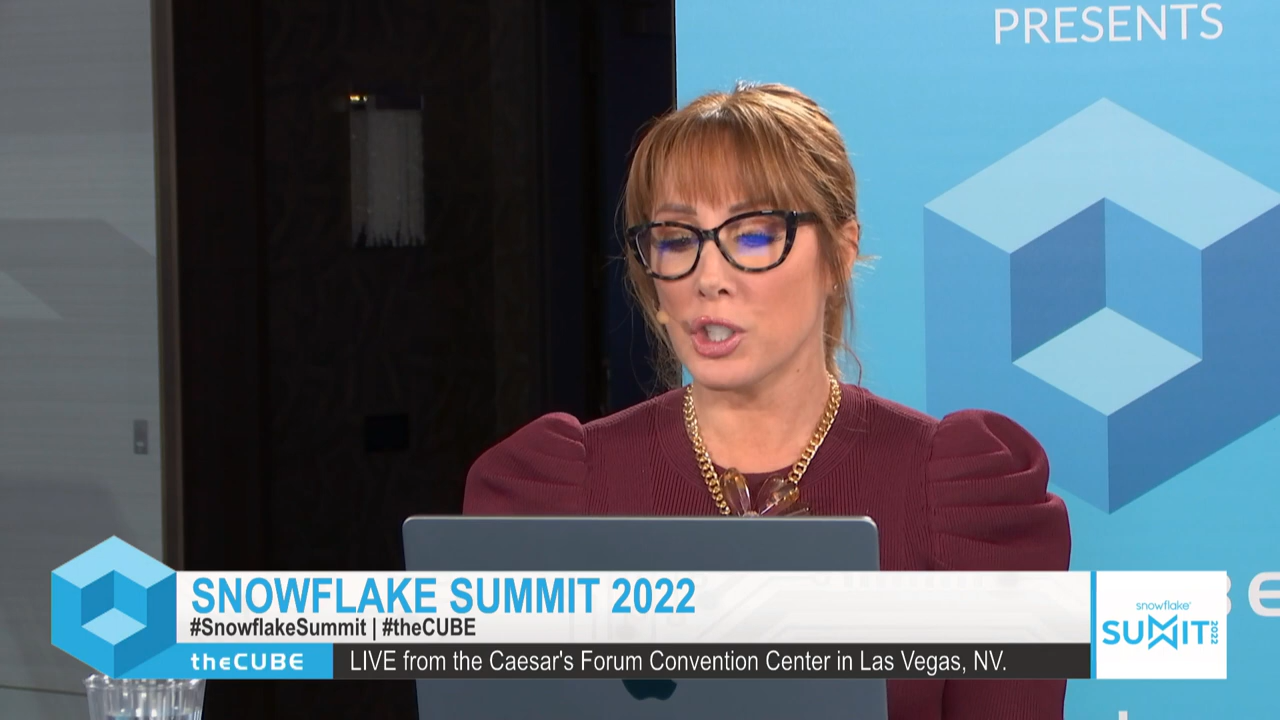 PRESENTS
SNOWFLAKE SUMMIT 2022
#SnowflakeSummit | #theCUBE
theCUBE
LIVE from the Caesar's Forum Convention Center in Las Vegas, NV.
snowflake®
SUMMIT 2022